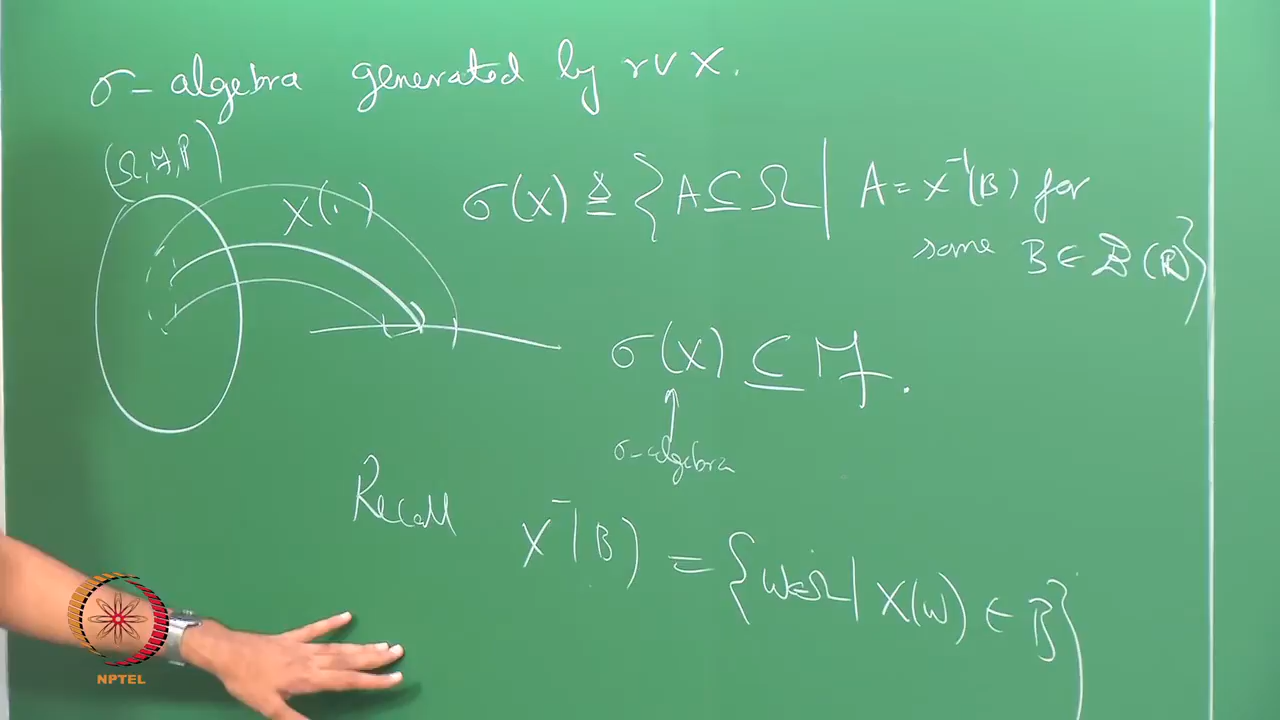 σ-algebra generated by rv X.
(Ω, ℱ, ℙ)
X(.)
σ(X) ≜ {A ⊆ Ω | A = X⁻¹(B) for
some B ∈ ℬ(ℝ)}
σ(X) ⊆ ℱ.
σ-algebra
Recall X⁻¹(B) = {ω∈Ω | X(ω) ∈ B}
NPTEL